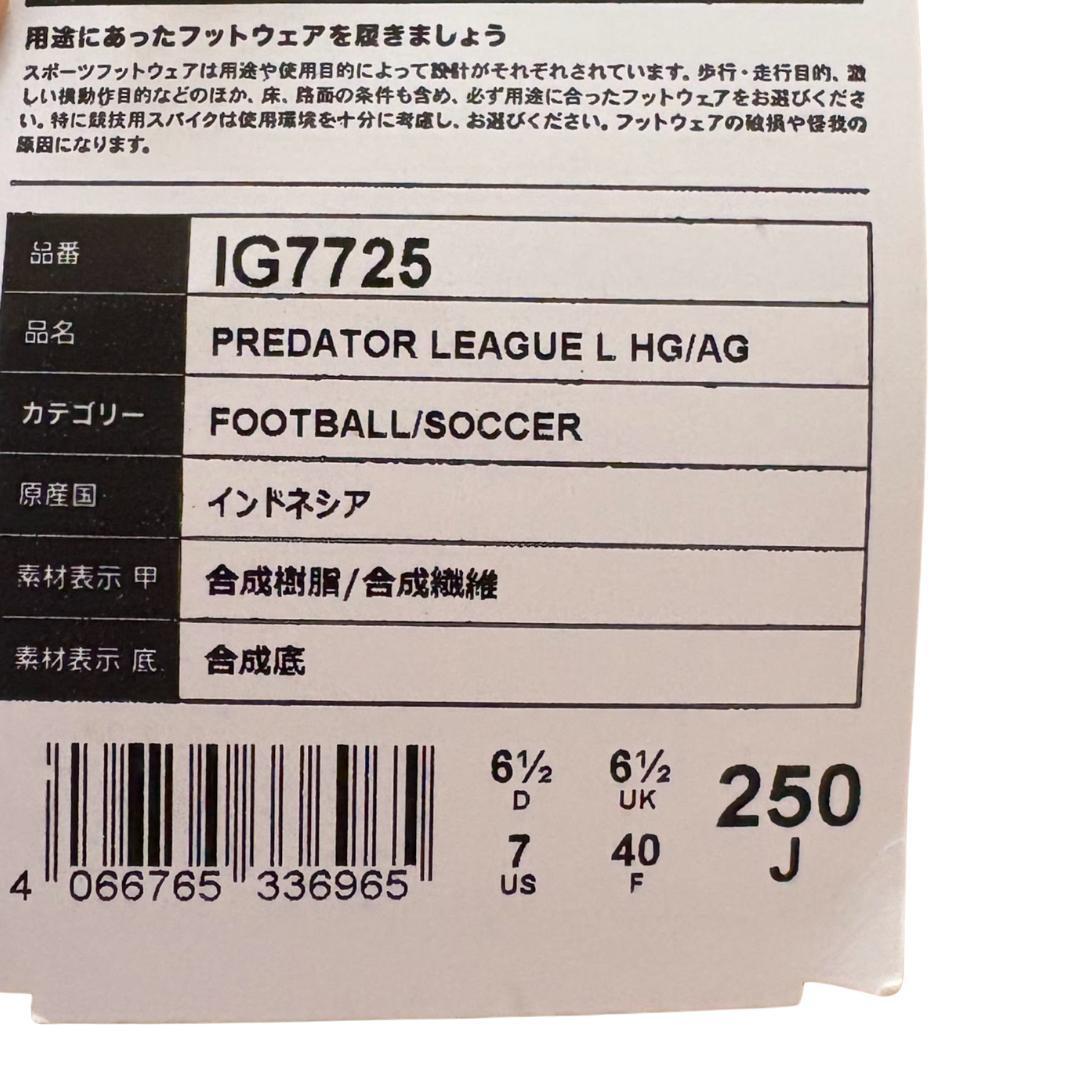 用途にあったフットウェアを履きましょう
スポーツフットウェアは用途や使用目的によって設計がそれぞれされています。歩行・走行目的、激
しい横動作目的などのほか、床、路面の条件も含め、必ず用途に合ったフットウェアをお選びくださ
い。特に競技用スパイクは使用環境を十分に考慮し、お選びください。フットウェアの破損や怪我の
原因になります。
品番 IG7725
品名 PREDATOR LEAGUE L HG/AG
カテゴリー FOOTBALL/SOCCER
原産国 インドネシア
素材表示 甲 合成樹脂/合成繊維
素材表示 底 合成底
6½ 6½ 250
D UK J
7 40
US F
4 066765 336965